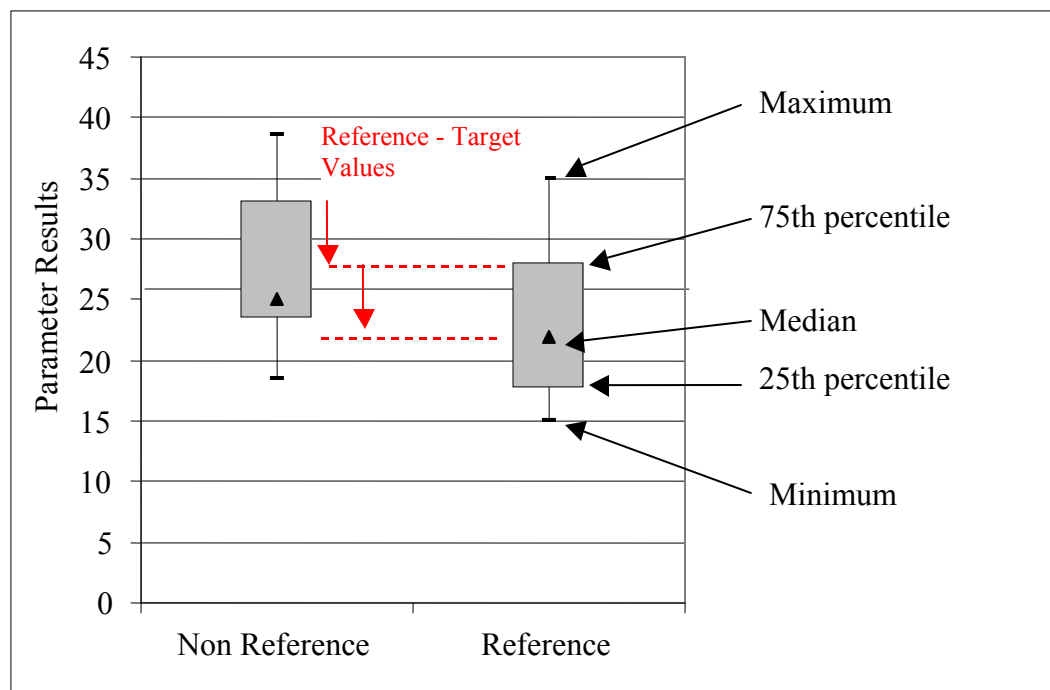 45
40
35
30
25
20
15
10
5
0
Parameter Results
Non Reference
Reference
Reference - Target
Values
Maximum
75th percentile
Median
25th percentile
Minimum